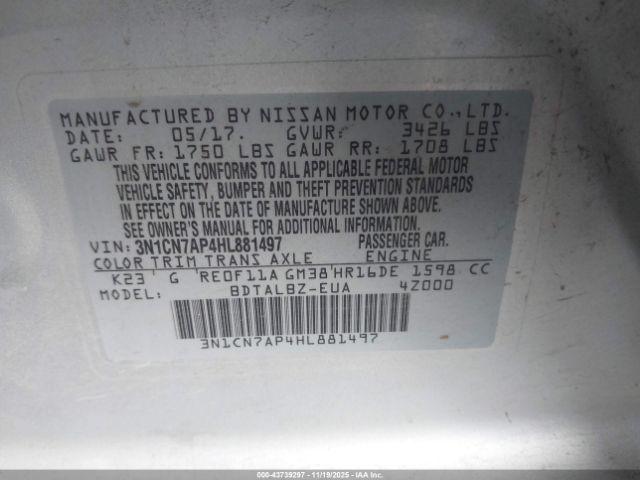 MANUFACTURED BY NISSAN MOTOR CO.,LTD.
DATE: 05/17. GVWR: 3426 LBS
GAWR FR: 1750 LBS GAWR RR: 1708 LBS
THIS VEHICLE CONFORMS TO ALL APPLICABLE FEDERAL MOTOR
VEHICLE SAFETY, BUMPER AND THEFT PREVENTION STANDARDS
IN EFFECT ON THE DATE OF MANUFACTURE SHOWN ABOVE.
SEE OWNER'S MANUAL FOR ADDITIONAL INFORMATION.
VIN: 3N1CN7AP4HL881497 PASSENGER CAR.
COLOR TRIM TRANS AXLE ENGINE
K23 G RE0F11A GM38 HR16DE 1598 CC
MODEL: BDTALBZ-EUA 4Z000
3N1CN7AP4HL881497
000-43739297 - 11/19/2025 - IAAI.COM